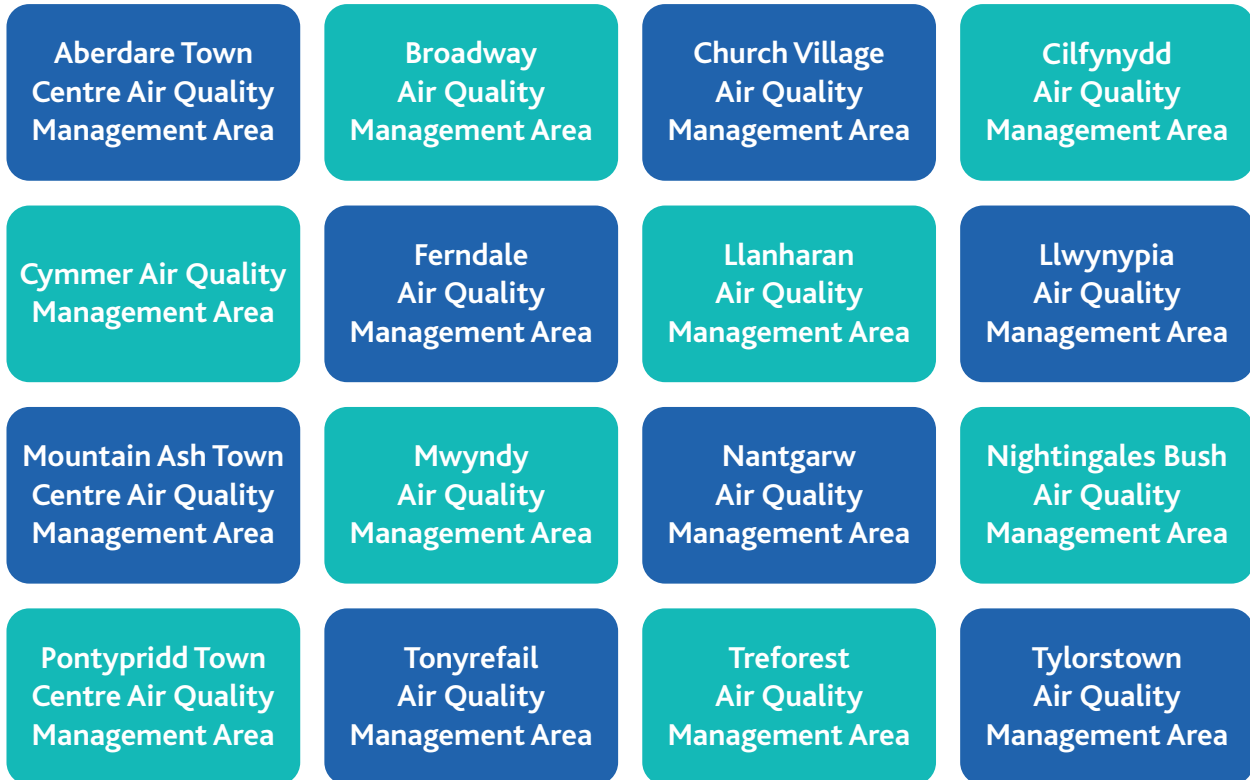 Aberdare Town
Centre Air Quality
Management Area
Broadway
Air Quality
Management Area
Church Village
Air Quality
Management Area
Cilfynydd
Air Quality
Management Area
Cymmer Air Quality
Management Area
Ferndale
Air Quality
Management Area
Llanharan
Air Quality
Management Area
Llwynypia
Air Quality
Management Area
Mountain Ash Town
Centre Air Quality
Management Area
Mwyndy
Air Quality
Management Area
Nantgarw
Air Quality
Management Area
Nightingales Bush
Air Quality
Management Area
Pontypridd Town
Centre Air Quality
Management Area
Tonyrefail
Air Quality
Management Area
Treforest
Air Quality
Management Area
Tylorstown
Air Quality
Management Area